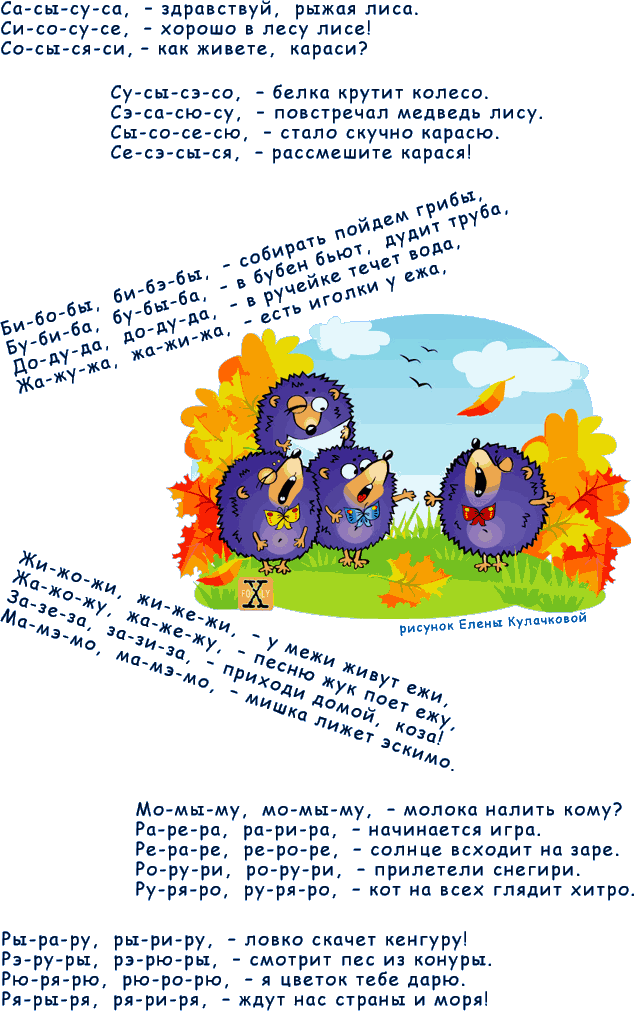 Са-сы-су-са, – здравствуй, рыжая лиса.
Си-со-су-се, – хорошо в лесу лисе!
Со-сы-ся-си, – как живете, караси?
Су-сы-сэ-со, – белка крутит колесо.
Сэ-са-сю-су, – повстречал медведь лису.
Сы-со-се-сю, – стало скучно карасю.
Се-сэ-сы-ся, – рассмешите карася!
Би-бо-бы, би-бэ-бы, – собирать пойдем грибы,
Бу-би-ба, бу-бы-ба, – в бубен бьют, дудит труба,
До-ду-да, до-ду-да, – в ручейке течет вода,
Жа-жу-жа, жа-жи-жа, – есть иголки у ежа,
FOXLY
рисунок Елены Кулачковой
Жи-жо-жи, жи-же-жи, – у межи живут ежи,
Жа-жо-жу, жа-же-жу, – песню жук поет ежу,
За-зе-за, за-зи-за, – приходи домой, коза!
Ма-мэ-мо, ма-мэ-мо, – мишка лижет эскимо.
Мо-мы-му, мо-мы-му, – молока налить кому?
Ра-ре-ра, ра-ри-ра, – начинается игра.
Ре-ра-ре, ре-ро-ре, – солнце всходит на заре.
Ро-ру-ри, ро-ру-ри, – прилетели снегири.
Ру-ря-ро, ру-ря-ро, – кот на всех глядит хитро.
Ры-ра-ру, ры-ри-ру, – ловко скачет кенгуру!
Рэ-ру-ры, рэ-рю-ры, – смотрит пес из конуры.
Рю-ря-рю, рю-ро-рю, – я цветок тебе дарю.
Ря-ры-ря, ря-ри-ря, – ждут нас страны и моря!